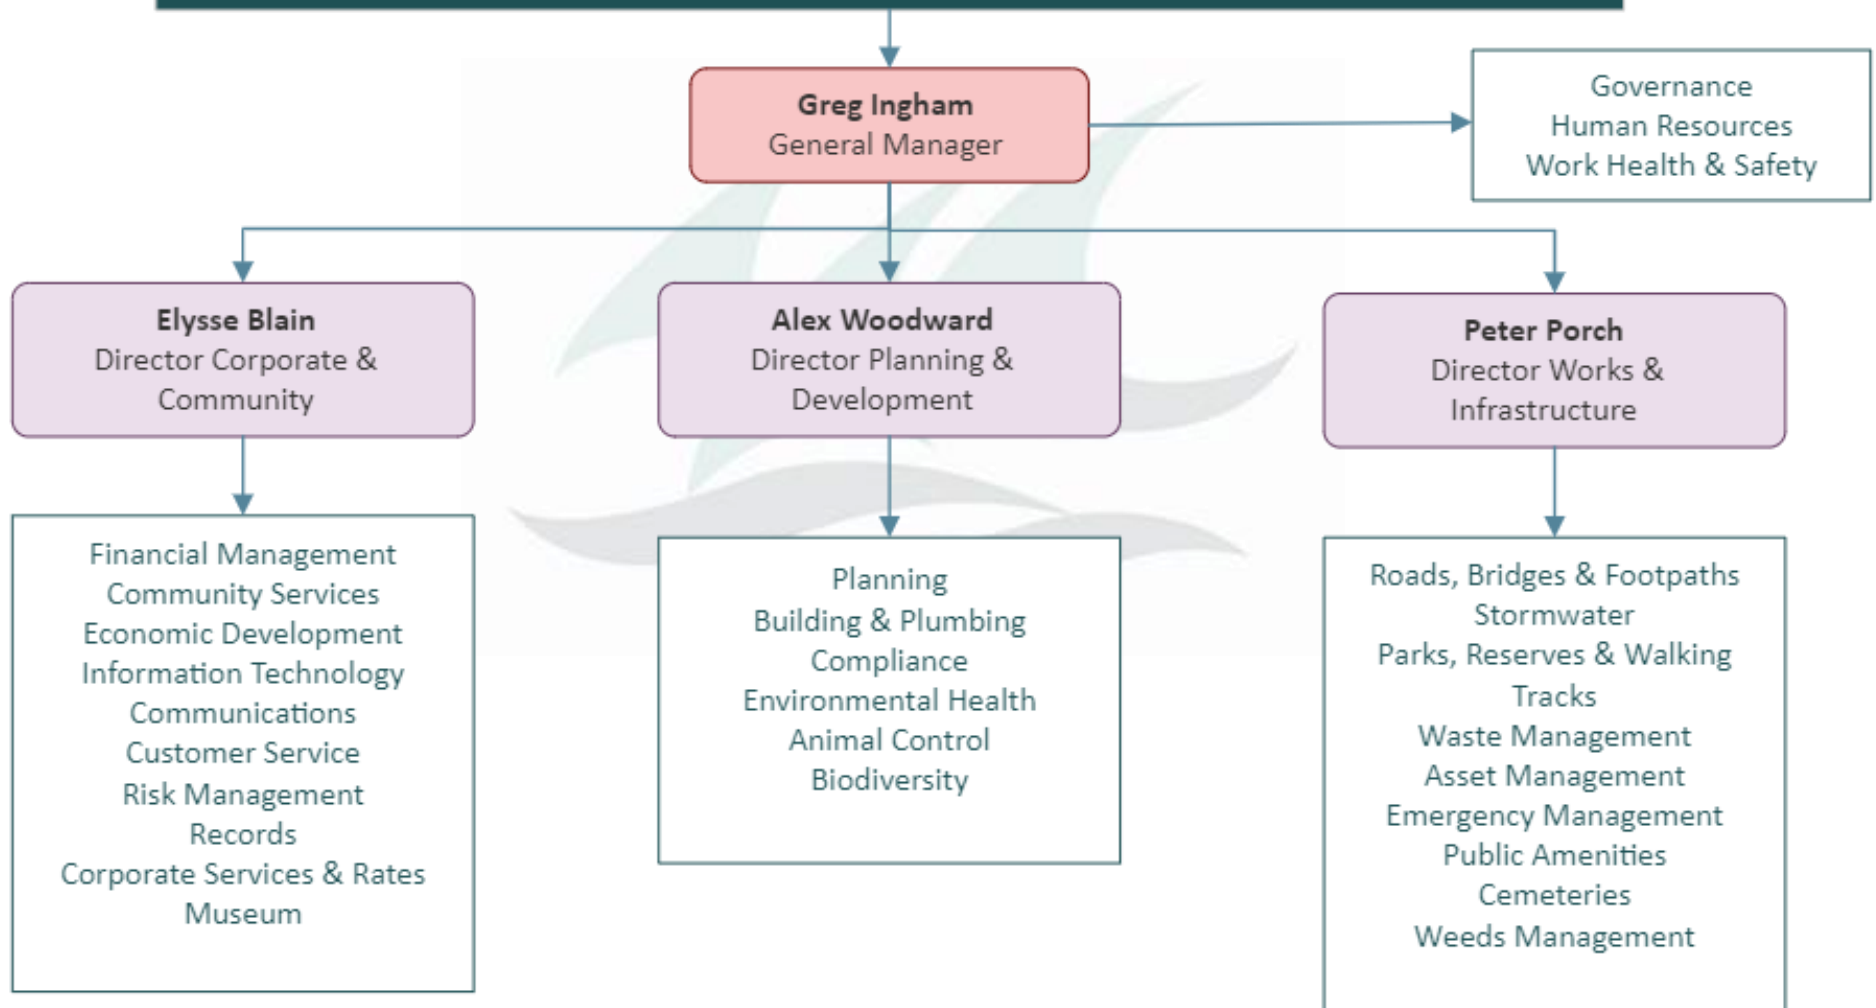 Greg Ingham
General Manager
Governance
Human Resources
Work Health & Safety
Elysse Blain
Director Corporate &
Community
Alex Woodward
Director Planning &
Development
Peter Porch
Director Works &
Infrastructure
Financial Management
Community Services
Economic Development
Information Technology
Communications
Customer Service
Risk Management
Records
Corporate Services & Rates
Museum
Planning
Building & Plumbing
Compliance
Environmental Health
Animal Control
Biodiversity
Roads, Bridges & Footpaths
Stormwater
Parks, Reserves & Walking
Tracks
Waste Management
Asset Management
Emergency Management
Public Amenities
Cemeteries
Weeds Management